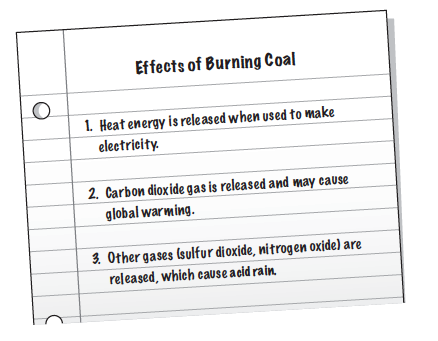 Effects of Burning Coal
1. Heat energy is released when used to make
electricity.
2. Carbon dioxide gas is released and may cause
global warming.
3. Other gases (sulfur dioxide, nitrogen oxide) are
released, which cause acid rain.